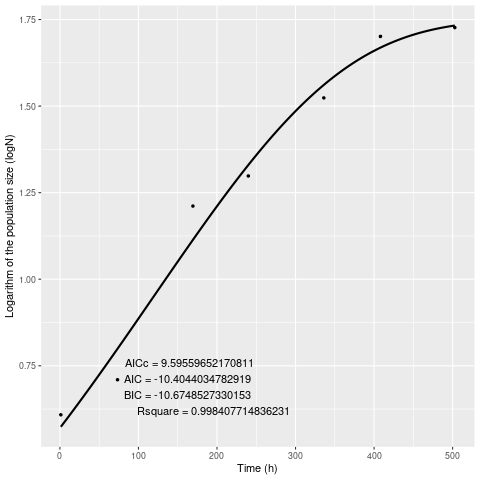 Logarithm of the population size (logN)
1.75
1.50
1.25
1.00
0.75
AICc = 9.59559652170811
AIC = -10.4044034782919
BIC = -10.6748527330153
Rsquare = 0.998407714836231
0 100 200 300 400 500
Time (h)